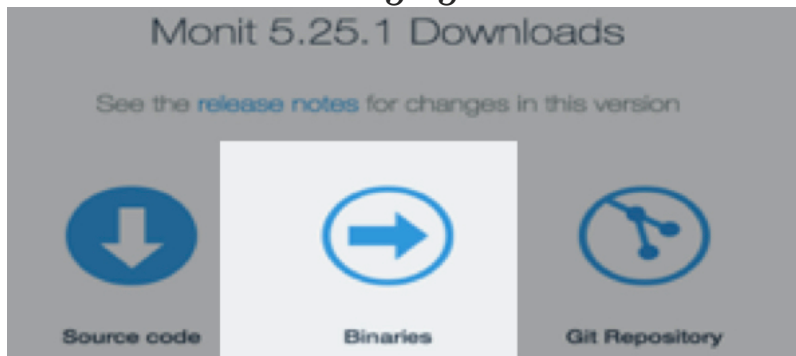 Monit 5.25.1 Downloads
See the release notes for changes in this version
Source code Binaries Git Repository